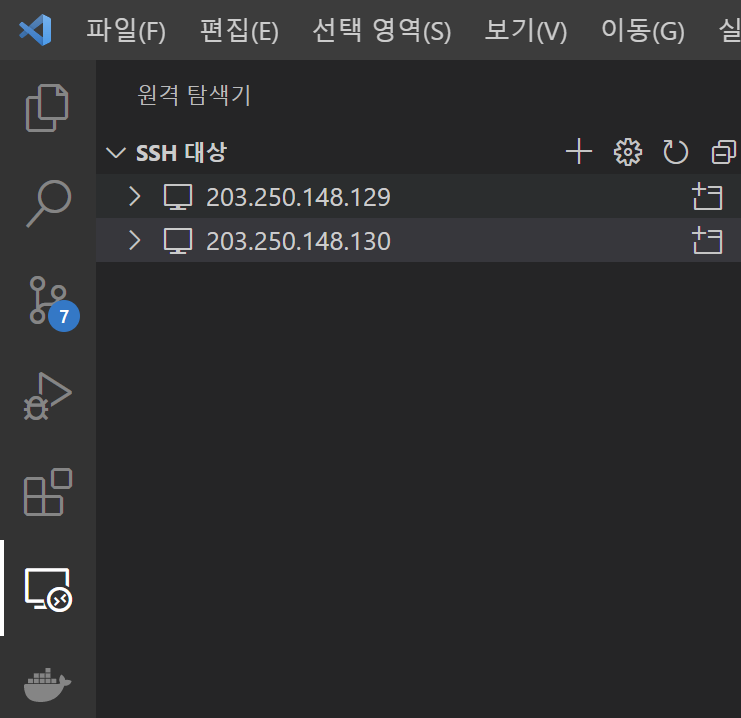 파일(F) 편집(E) 선택 영역(S) 보기(V) 이동(G) 실
원격 탐색기
SSH 대상
203.250.148.129
203.250.148.130
7